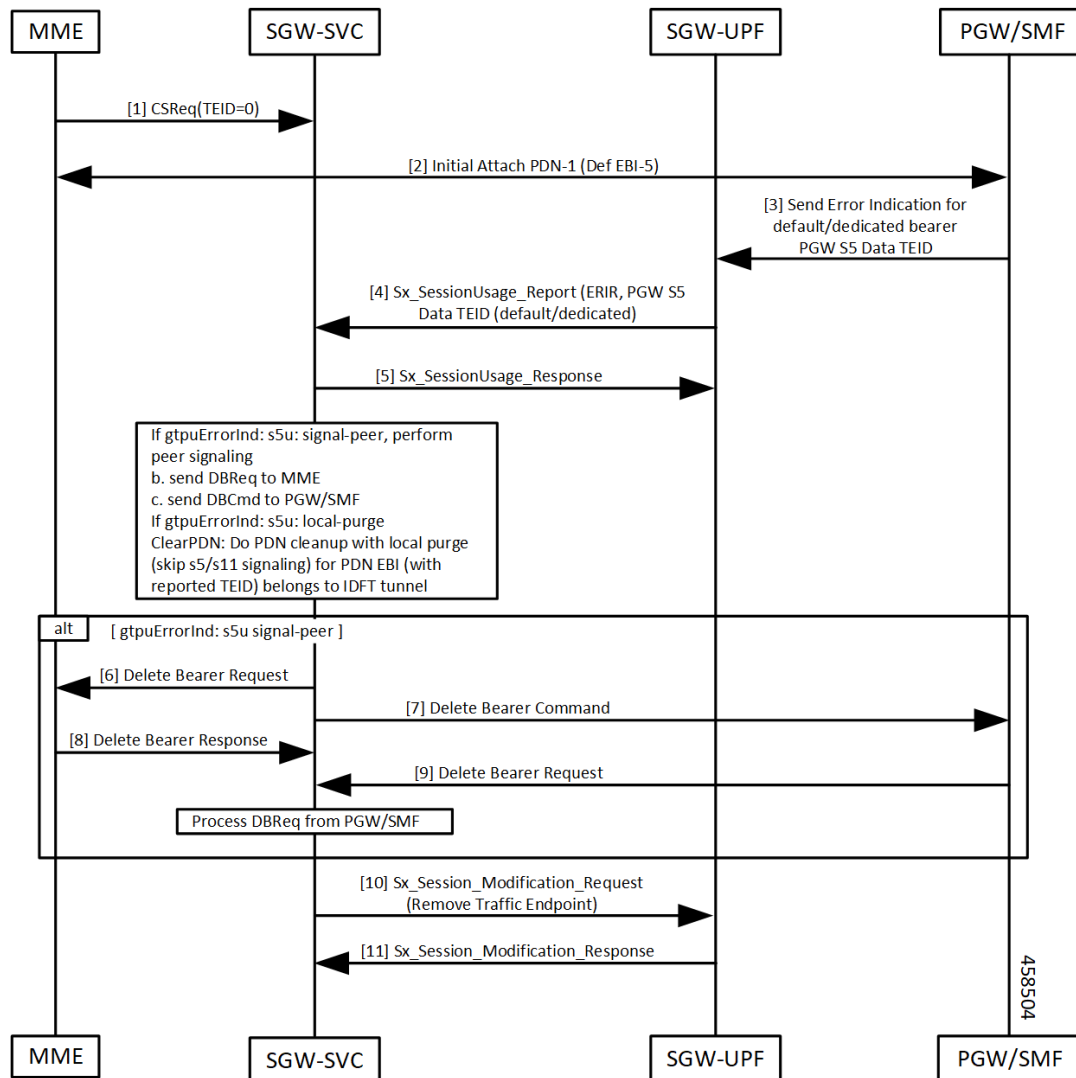 MME
SGW-SVC
SGW-UPF
PGW/SMF
[1] CSReq(TEID=0)
[2] Initial Attach PDN-1 (Def EBI-5)
[3] Send Error Indication for
default/dedicated bearer
PGW S5 Data TEID
[4] Sx_SessionUsage_Report (ERIR, PGW S5
Data TEID (default/dedicated)
[5] Sx_SessionUsage_Response
If gtpuErrorInd: s5u: signal-peer, perform
peer signaling
b. send DBReq to MME
c. send DBCmd to PGW/SMF
If gtpuErrorInd: s5u: local-purge
ClearPDN: Do PDN cleanup with local purge
(skip s5/s11 signaling) for PDN EBI (with
reported TEID) belongs to IDFT tunnel
alt
[ gtpuErrorInd: s5u signal-peer ]
[6] Delete Bearer Request
[7] Delete Bearer Command
[8] Delete Bearer Response
[9] Delete Bearer Request
Process DBReq from PGW/SMF
[10] Sx_Session_Modification_Request
(Remove Traffic Endpoint)
[11] Sx_Session_Modification_Response
458504
MME
SGW-SVC
SGW-UPF
PGW/SMF